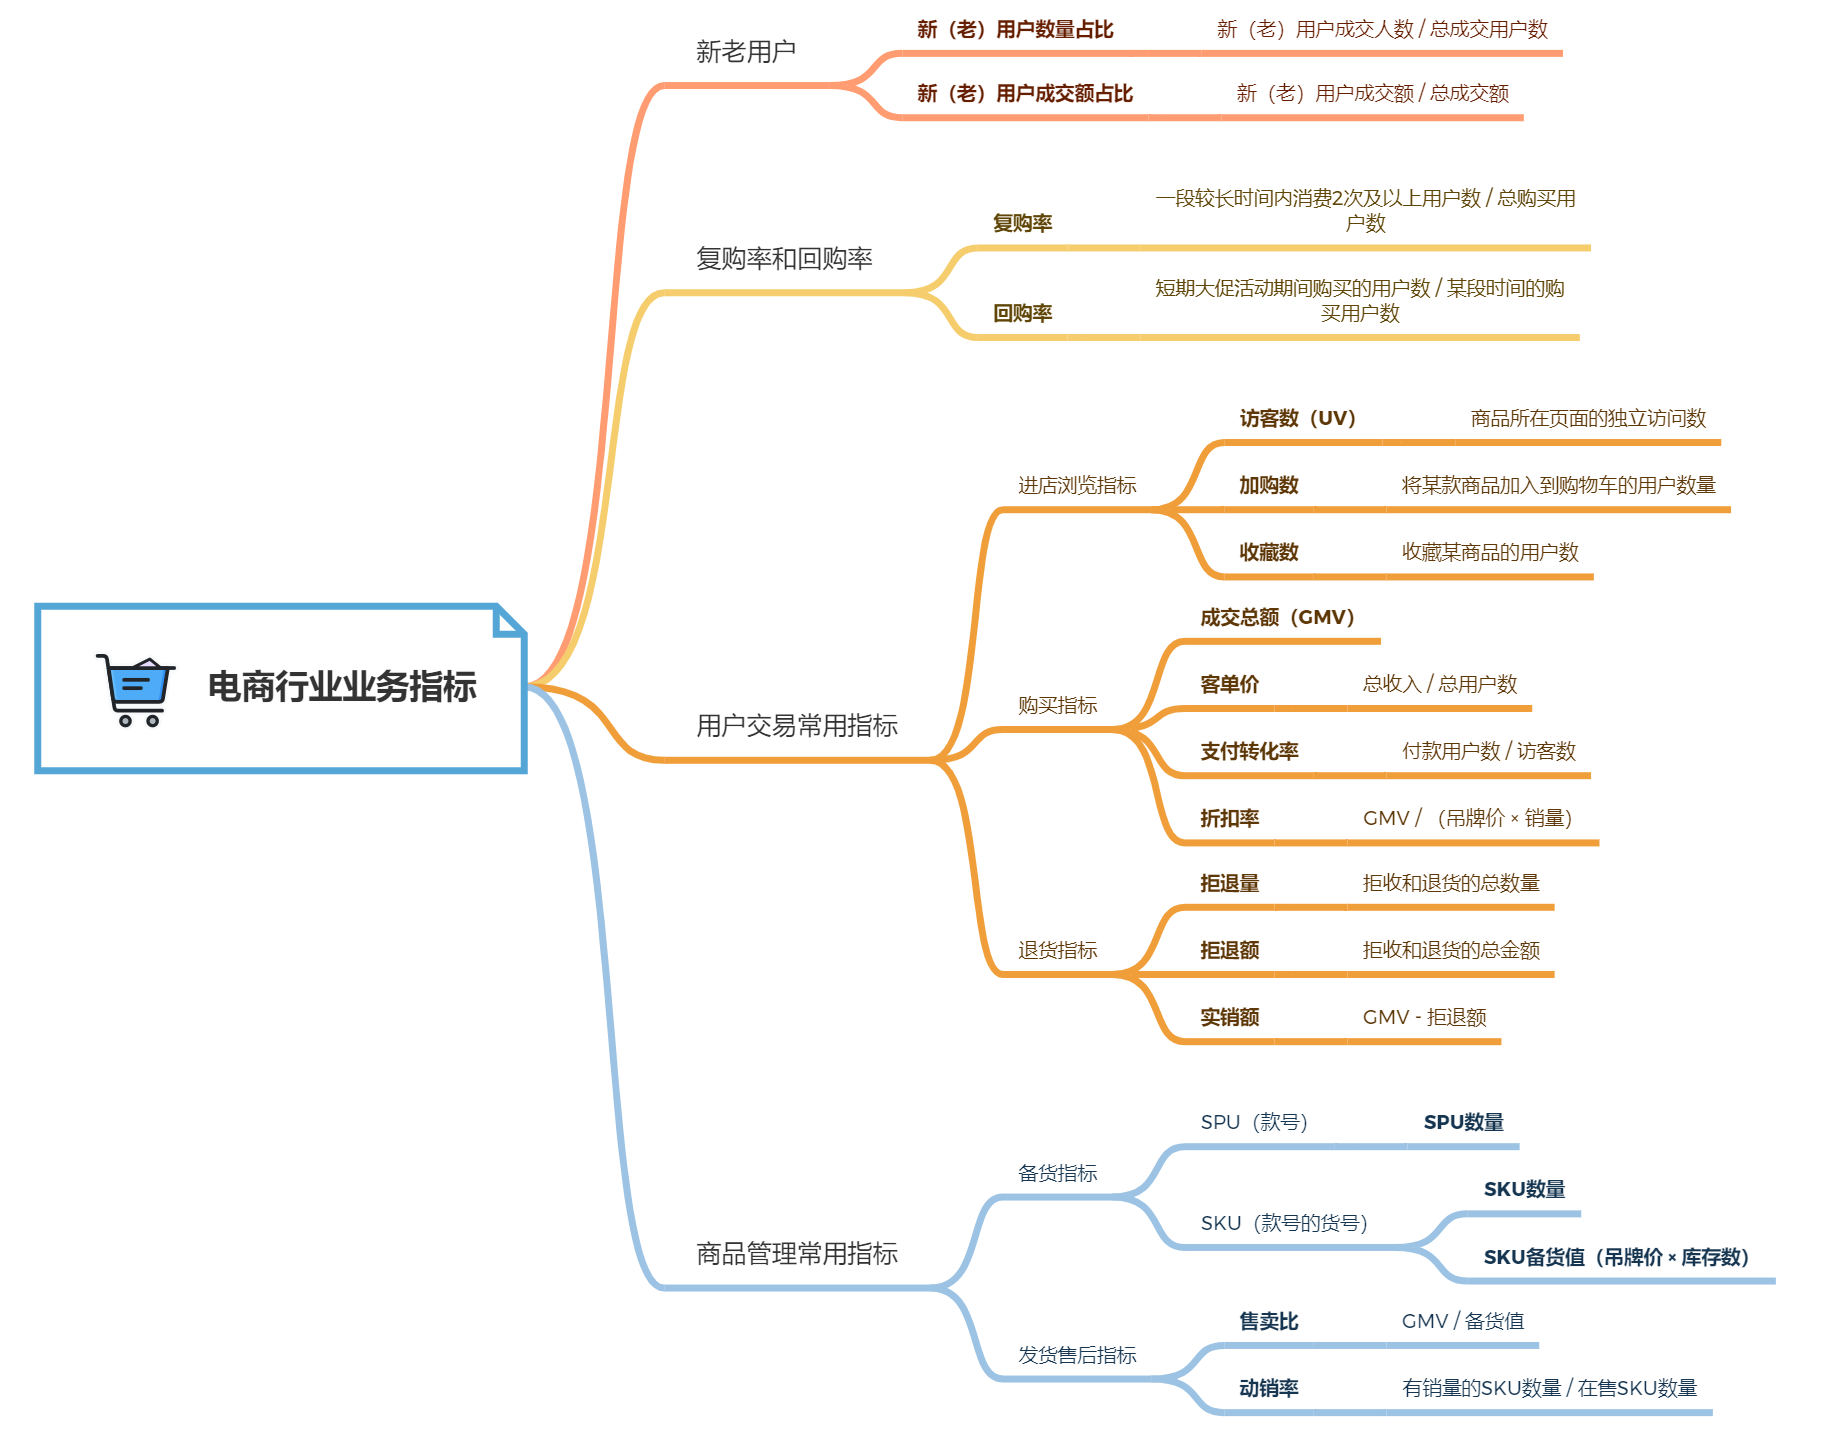 电商行业业务指标
新老用户
新（老）用户数量占比
新（老）用户成交人数 / 总成交用户数
新（老）用户成交额占比
新（老）用户成交额 / 总成交额
复购率和回购率
复购率
一段较长时间内消费2次及以上用户数 / 总购买用
户数
回购率
短期大促活动期间购买的用户数 / 某段时间的购
买用户数
用户交易常用指标
进店浏览指标
访客数（UV）
商品所在页面的独立访问数
加购数
将某款商品加入到购物车的用户数量
收藏数
收藏某商品的用户数
购买指标
成交总额（GMV）
客单价
总收入 / 总用户数
支付转化率
付款用户数 / 访客数
折扣率
GMV / （吊牌价 × 销量）
退货指标
拒退量
拒收和退货的总数量
拒退额
拒收和退货的总金额
实销额
GMV - 拒退额
商品管理常用指标
备货指标
SPU（款号）
SPU数量
SKU（款号的货号）
SKU数量
SKU备货值（吊牌价 × 库存数）
发货售后指标
售卖比
GMV / 备货值
动销率
有销量的SKU数量 / 在售SKU数量